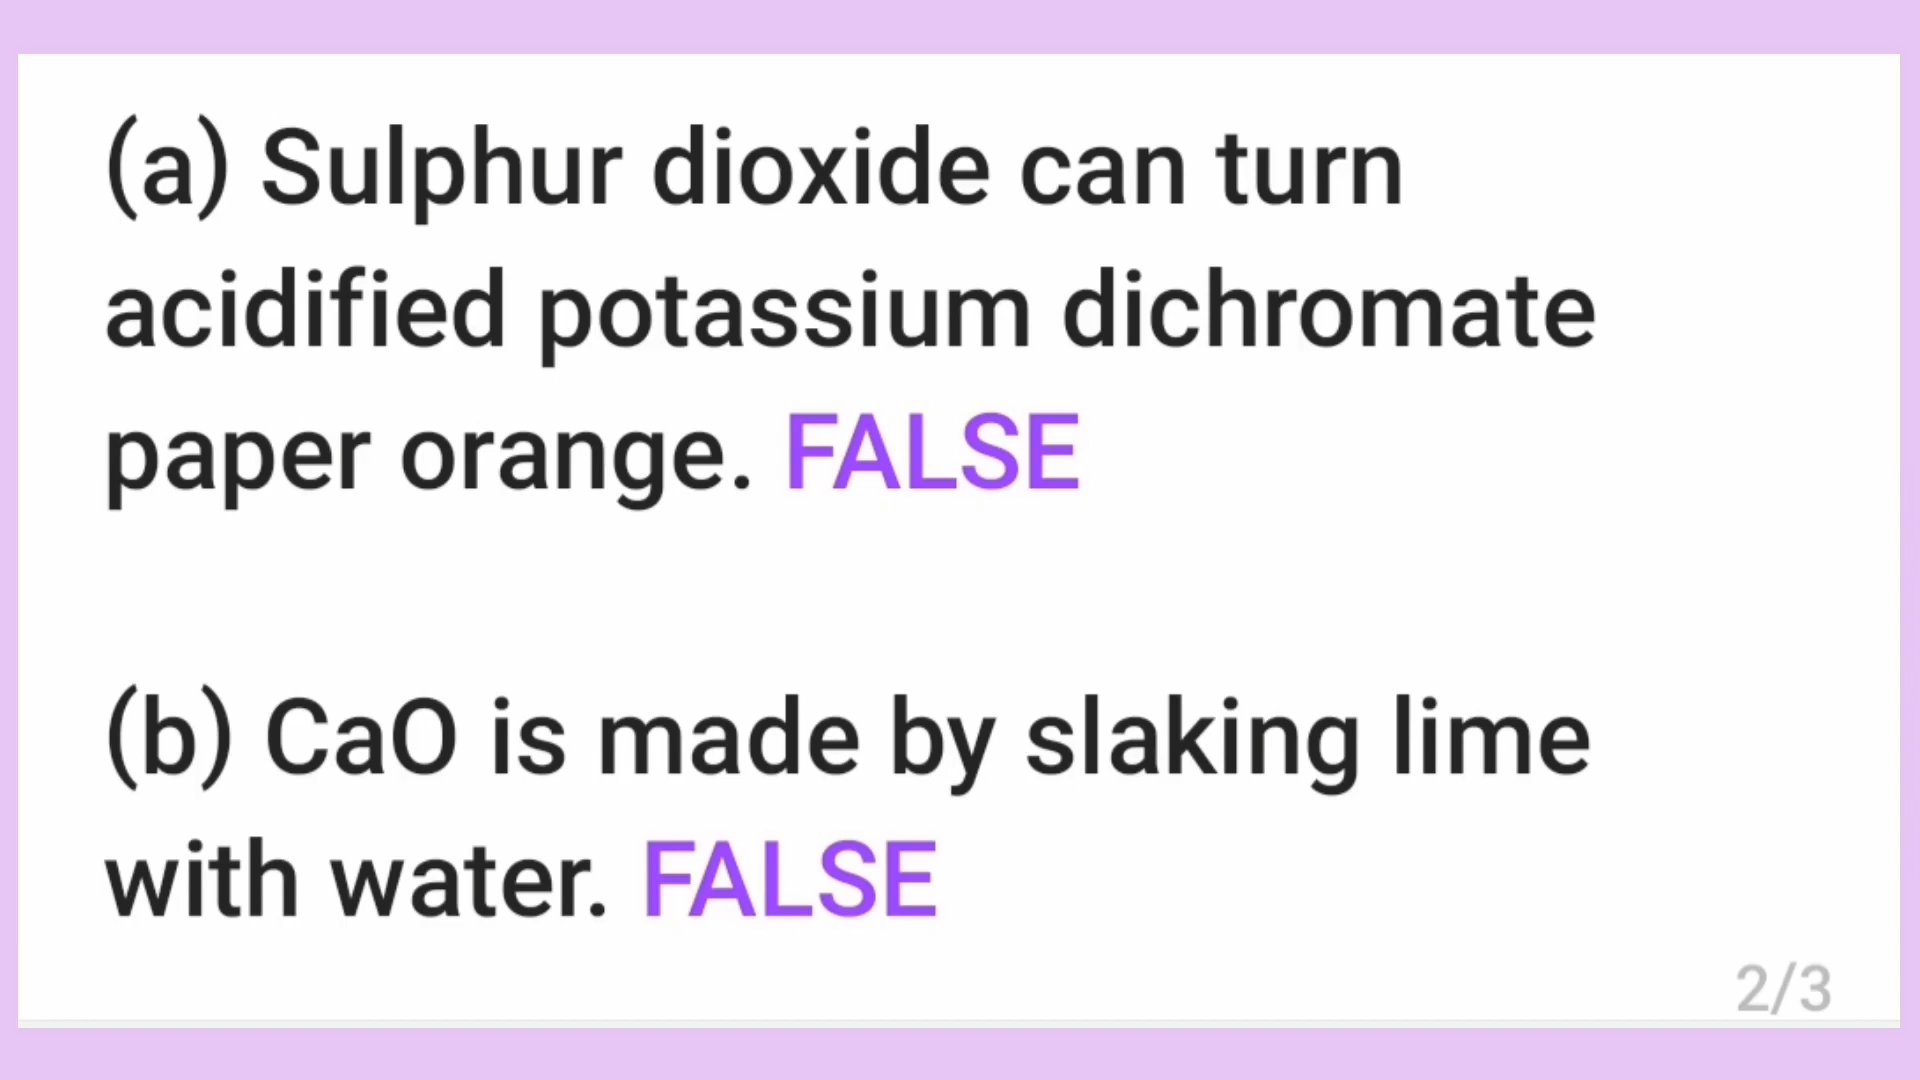 (a) Sulphur dioxide can turn
acidified potassium dichromate
paper orange. FALSE
(b) CaO is made by slaking lime
with water. FALSE
2/3